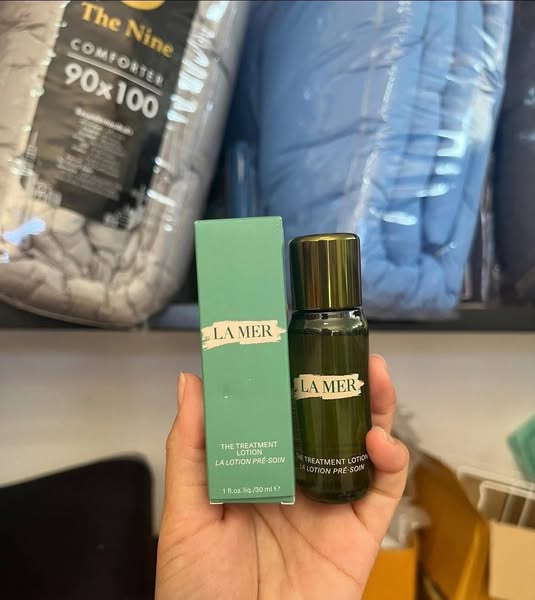 The Nine
COMFORTER
90x100
LA MER
THE TREATMENT
LOTION
LA LOTION PRÉ-SOIN
1 fl.oz.liq./30 ml e
LA MER
THE TREATMENT LOTION
LA LOTION PRÉ-SOIN